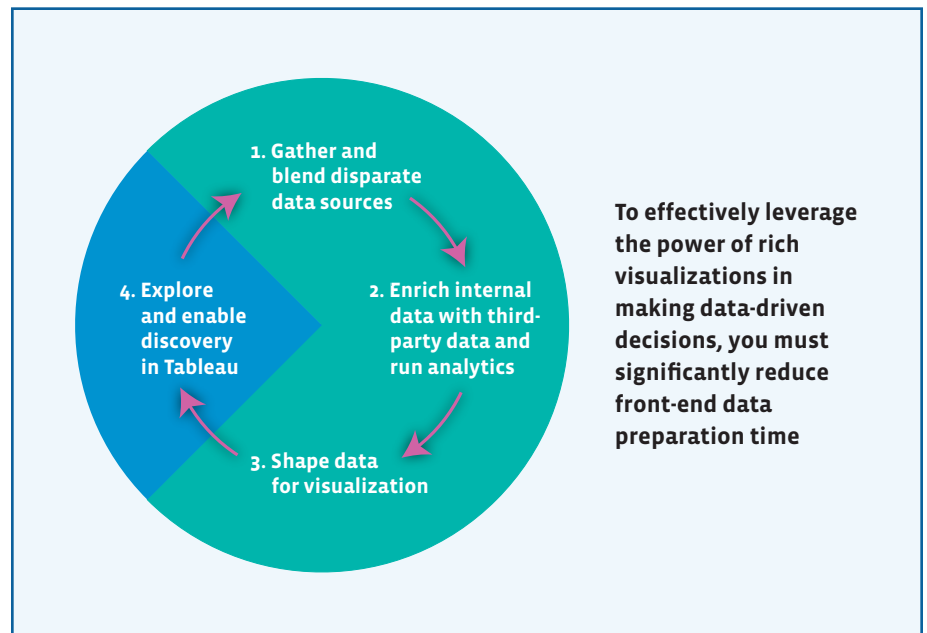 1. Gather and
blend disparate
data sources
2. Enrich internal
data with third-
party data and
run analytics
3. Shape data
for visualization
4. Explore
and enable
discovery
in Tableau
To effectively leverage
the power of rich
visualizations in
making data-driven
decisions, you must
significantly reduce
front-end data
preparation time